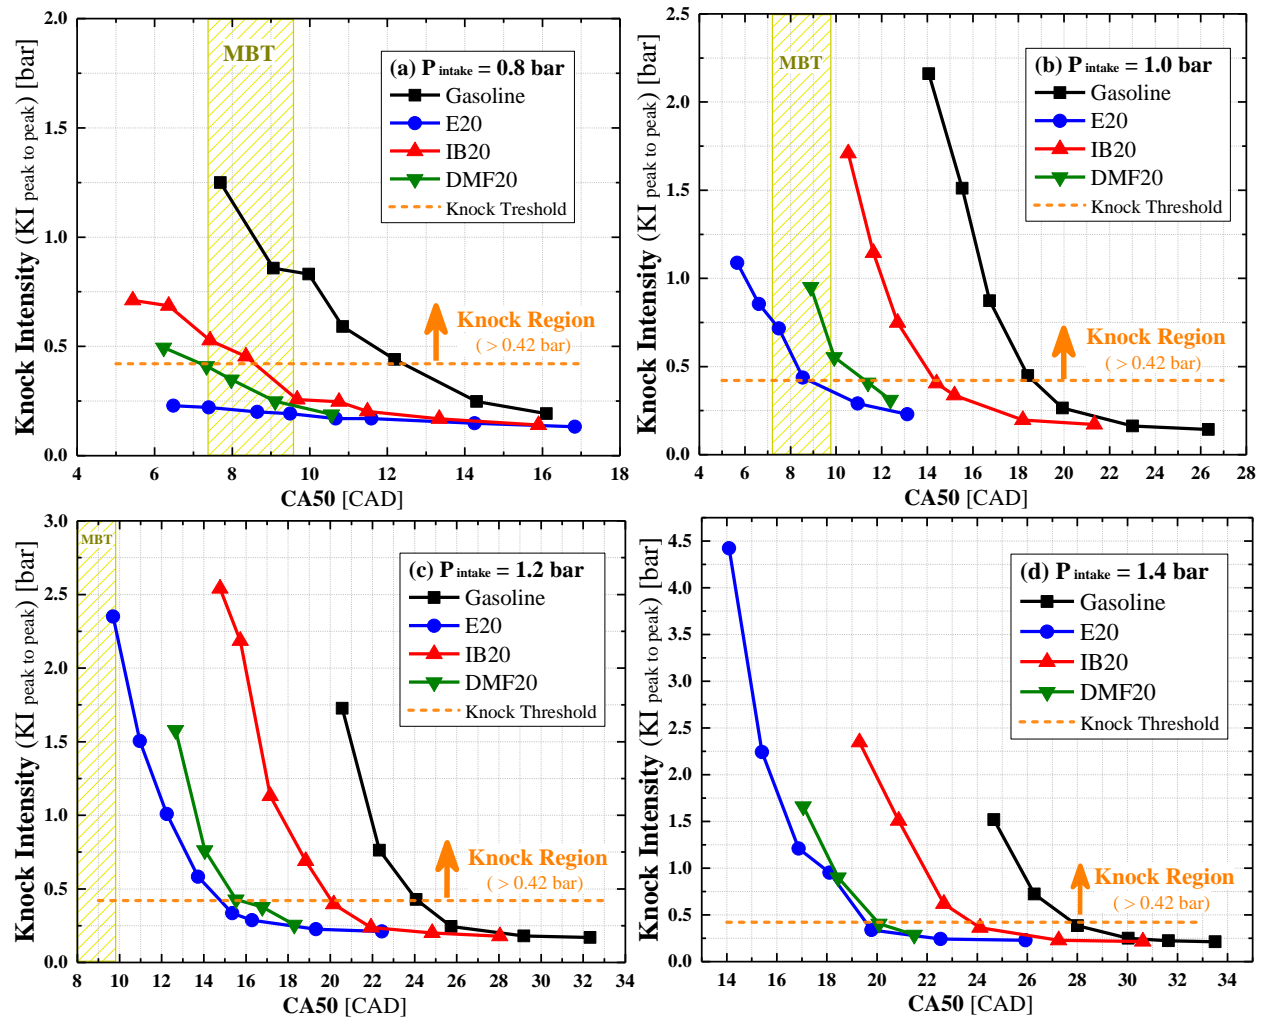 Knock Intensity (KI peak to peak) [bar]
2.0
1.5
1.0
0.5
0.0
MBT
(a) P intake = 0.8 bar
Gasoline
E20
IB20
DMF20
Knock Treshold
Knock Region
( > 0.42 bar)
4 6 8 10 12 14 16 18
CA50 [CAD]
Knock Intensity (KI peak to peak) [bar]
2.5
2.0
1.5
1.0
0.5
0.0
MBT
(b) P intake = 1.0 bar
Gasoline
E20
IB20
DMF20
Knock Threshold
Knock Region
( > 0.42 bar)
4 6 8 10 12 14 16 18 20 22 24 26 28
CA50 [CAD]
Knock Intensity (KI peak to peak) [bar]
3.0
2.5
2.0
1.5
1.0
0.5
0.0
MBT
(c) P intake = 1.2 bar
Gasoline
E20
IB20
DMF20
Knock Threshold
Knock Region
( > 0.42 bar)
8 10 12 14 16 18 20 22 24 26 28 30 32 34
CA50 [CAD]
Knock Intensity (KI peak to peak) [bar]
4.5
4.0
3.5
3.0
2.5
2.0
1.5
1.0
0.5
0.0
(d) P intake = 1.4 bar
Gasoline
E20
IB20
DMF20
Knock Threshold
Knock Region
( > 0.42 bar)
14 16 18 20 22 24 26 28 30 32 34
CA50 [CAD]